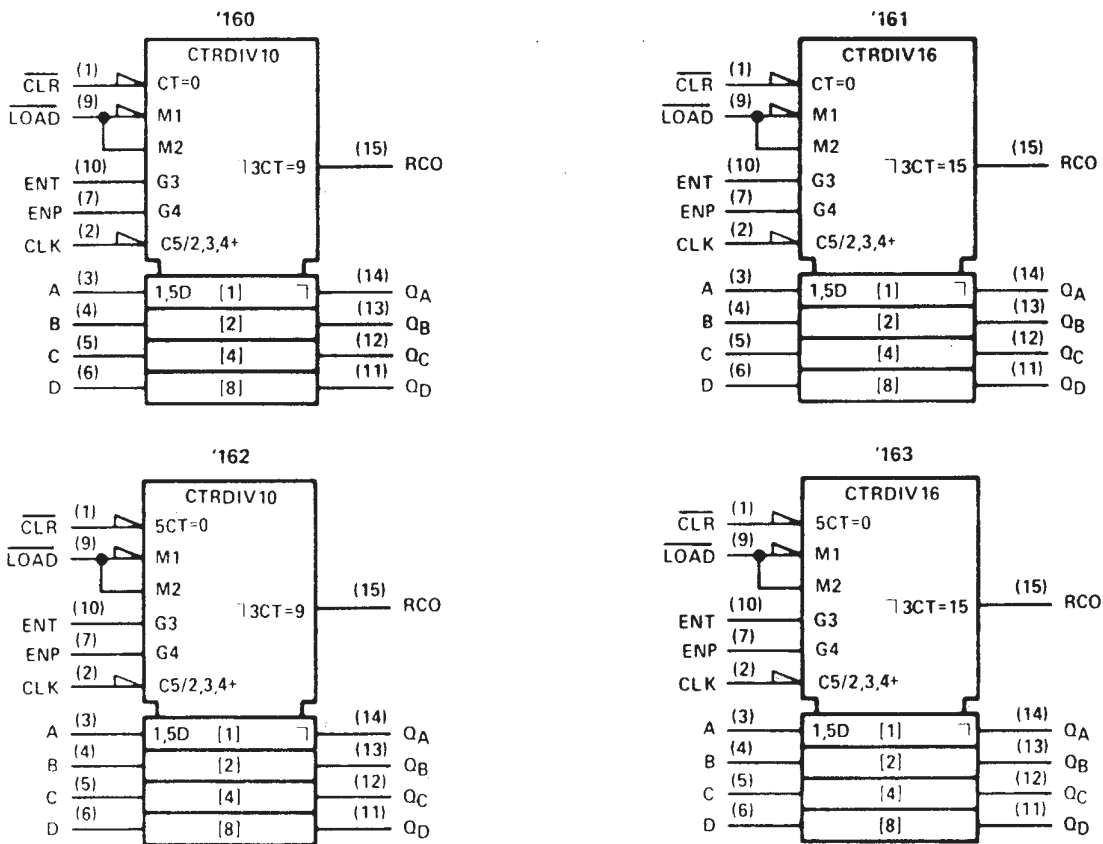 '160
CTRDIV10
CLR (1) CT=0
LOAD (9) M1
M2
ENT (10) G3
ENP (7) G4
CLK (2) C5/2,3,4+
⌝3CT=9 (15) RCO
A (3) 1,5D [1] ⌝ (14) QA
B (4) [2] (13) QB
C (5) [4] (12) QC
D (6) [8] (11) QD
'161
CTRDIV16
CLR (1) CT=0
LOAD (9) M1
M2
ENT (10) G3
ENP (7) G4
CLK (2) C5/2,3,4+
⌝3CT=15 (15) RCO
A (3) 1,5D [1] ⌝ (14) QA
B (4) [2] (13) QB
C (5) [4] (12) QC
D (6) [8] (11) QD
'162
CTRDIV10
CLR (1) 5CT=0
LOAD (9) M1
M2
ENT (10) G3
ENP (7) G4
CLK (2) C5/2,3,4+
⌝3CT=9 (15) RCO
A (3) 1,5D [1] ⌝ (14) QA
B (4) [2] (13) QB
C (5) [4] (12) QC
D (6) [8] (11) QD
'163
CTRDIV16
CLR (1) 5CT=0
LOAD (9) M1
M2
ENT (10) G3
ENP (7) G4
CLK (2) C5/2,3,4+
⌝3CT=15 (15) RCO
A (3) 1,5D [1] ⌝ (14) QA
B (4) [2] (13) QB
C (5) [4] (12) QC
D (6) [8] (11) QD